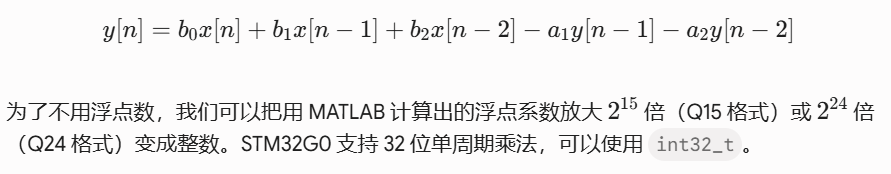 y[n] = b₀x[n] + b₁x[n − 1] + b₂x[n − 2] − a₁y[n − 1] − a₂y[n − 2]
为了不用浮点数，我们可以把用 MATLAB 计算出的浮点系数放大 2¹⁵ 倍（Q15 格式）或 2²⁴ 倍
（Q24 格式）变成整数。STM32G0 支持 32 位单周期乘法，可以使用 int32_t 。